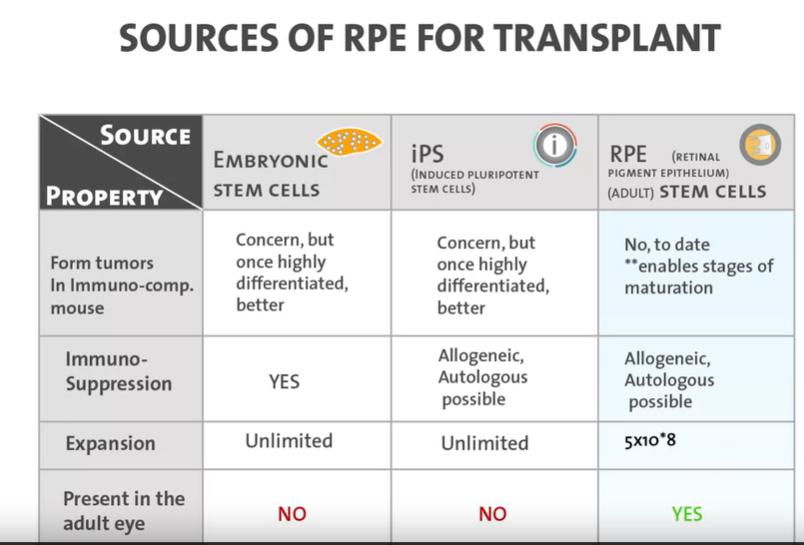 SOURCES OF RPE FOR TRANSPLANT
SOURCE
PROPERTY
EMBRYONIC
STEM CELLS
iPS
(INDUCED PLURIPOTENT
STEM CELLS)
i
RPE (RETINAL
PIGMENT EPITHELIUM)
(ADULT) STEM CELLS
Form tumors
In Immuno-comp.
mouse
Concern, but
once highly
differentiated,
better
Concern, but
once highly
differentiated,
better
No, to date
**enables stages of
maturation
Immuno-
Suppression
YES
Allogeneic,
Autologous
possible
Allogeneic,
Autologous
possible
Expansion
Unlimited
Unlimited
5x10*8
Present in the
adult eye
NO
NO
YES